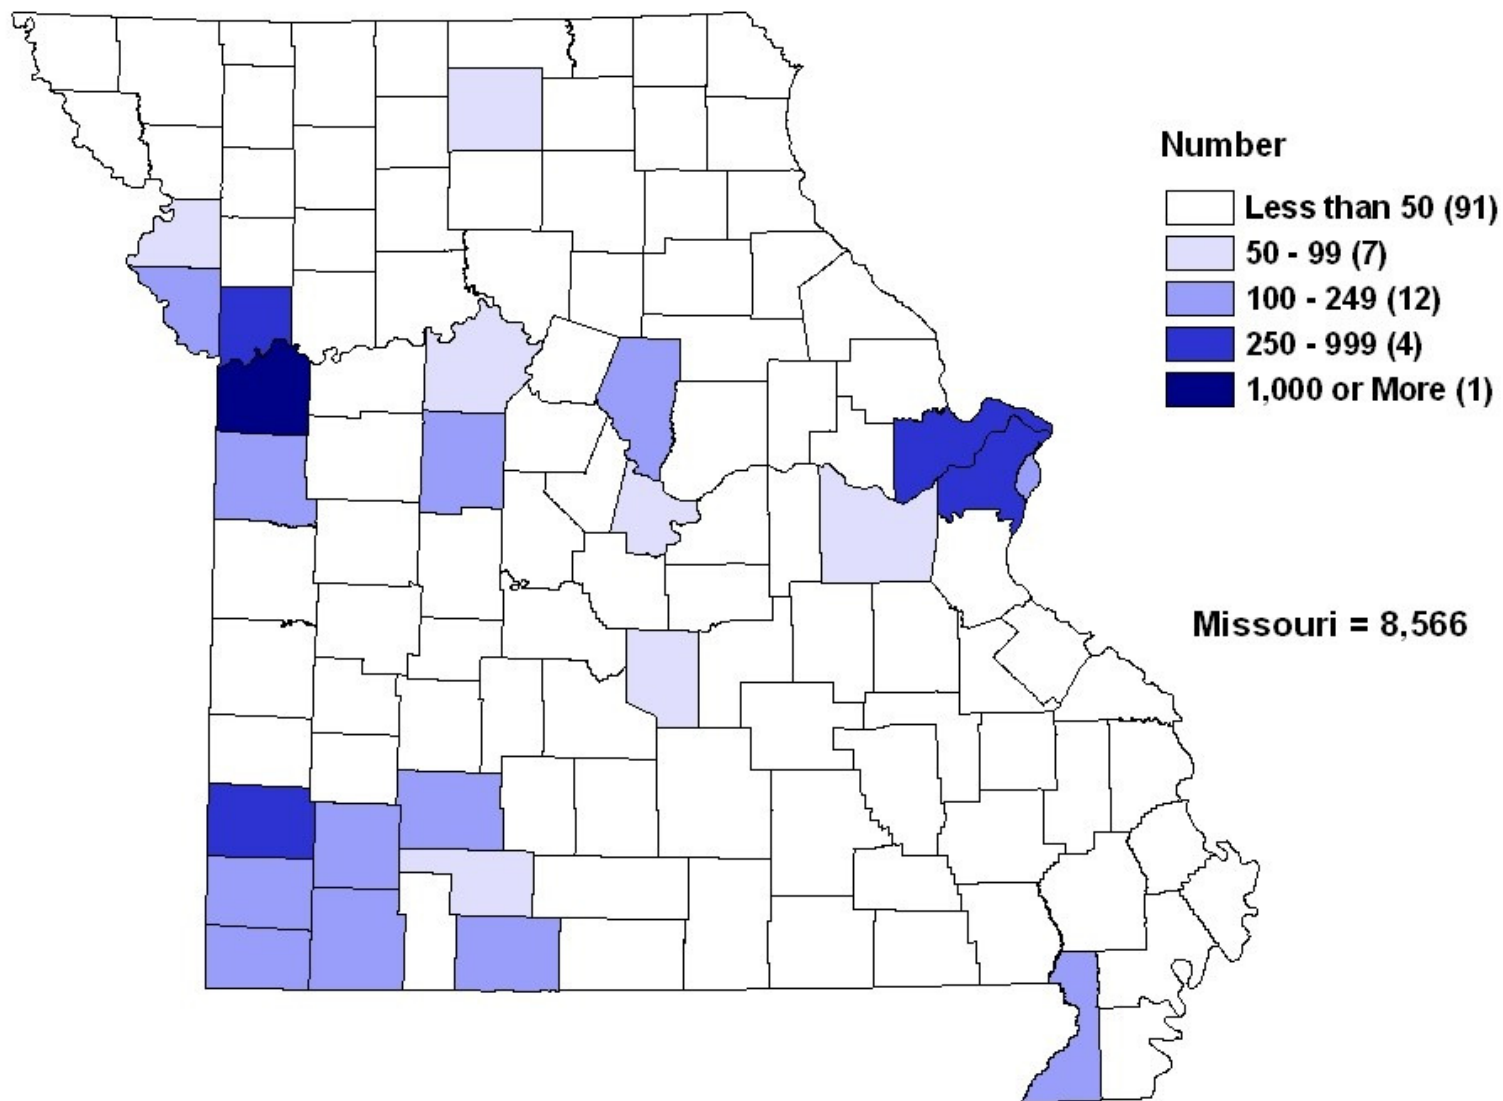 Number
Less than 50 (91)
50 - 99 (7)
100 - 249 (12)
250 - 999 (4)
1,000 or More (1)
Missouri = 8,566